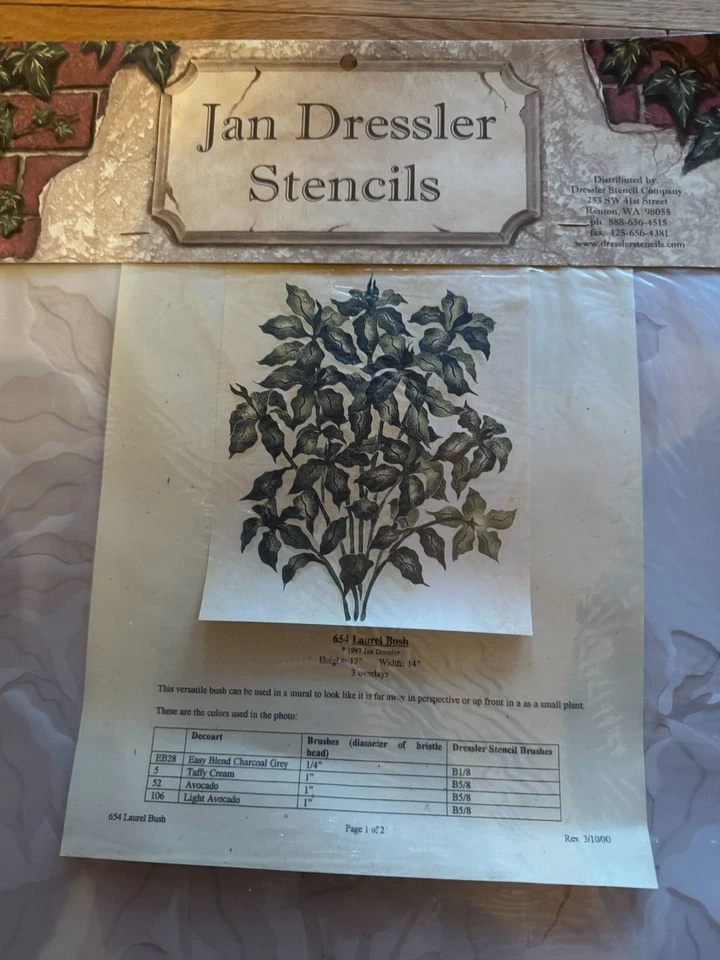 Jan Dressler
Stencils
Distributed by:
Dressler Stencil Company
253 SW 41st Street
Renton, WA 98055
ph. 888-656-4515
fax. 425-656-4381
www.dresslerstencils.com
654 Laurel Bush
© 1997 Jan Dressler
Height: 17" Width: 14"
3 overlays
This versatile bush can be used in a mural to look like it is far away in perspective or up front in a as a small plant.
These are the colors used in the photo:
Decoart Brushes (diameter of bristle head) Dressler Stencil Brushes
EB28 Easy Blend Charcoal Grey 1/4" B1/8
5 Taffy Cream 1" B5/8
52 Avocado 1" B5/8
106 Light Avocado 1" B5/8
654 Laurel Bush Page 1 of 2 Rev. 3/10/00